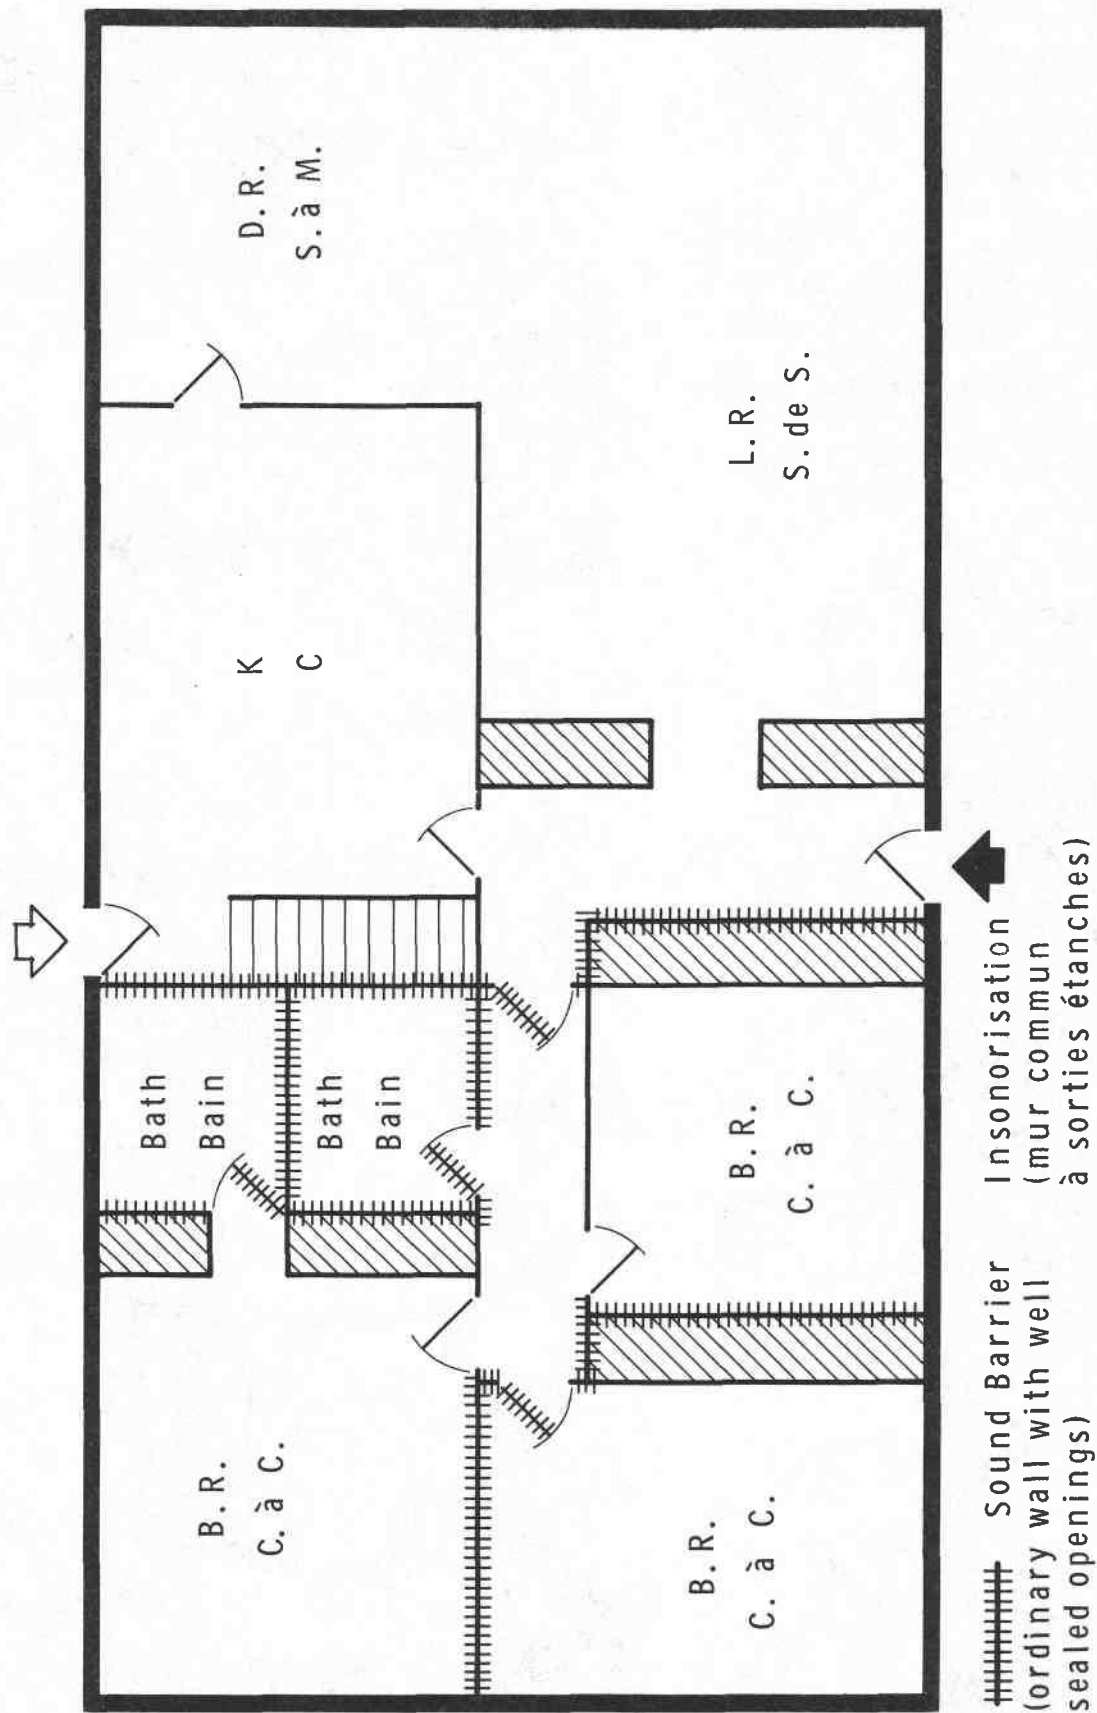 B.R.
C. à C.
Bath
Bain
K
C
D.R.
S. à M.
Bath
Bain
B.R.
C. à C.
B.R.
C. à C.
L.R.
S. de S.
Sound Barrier
(ordinary wall with well
sealed openings)
Insonorisation
(mur commun
à sorties étanches)